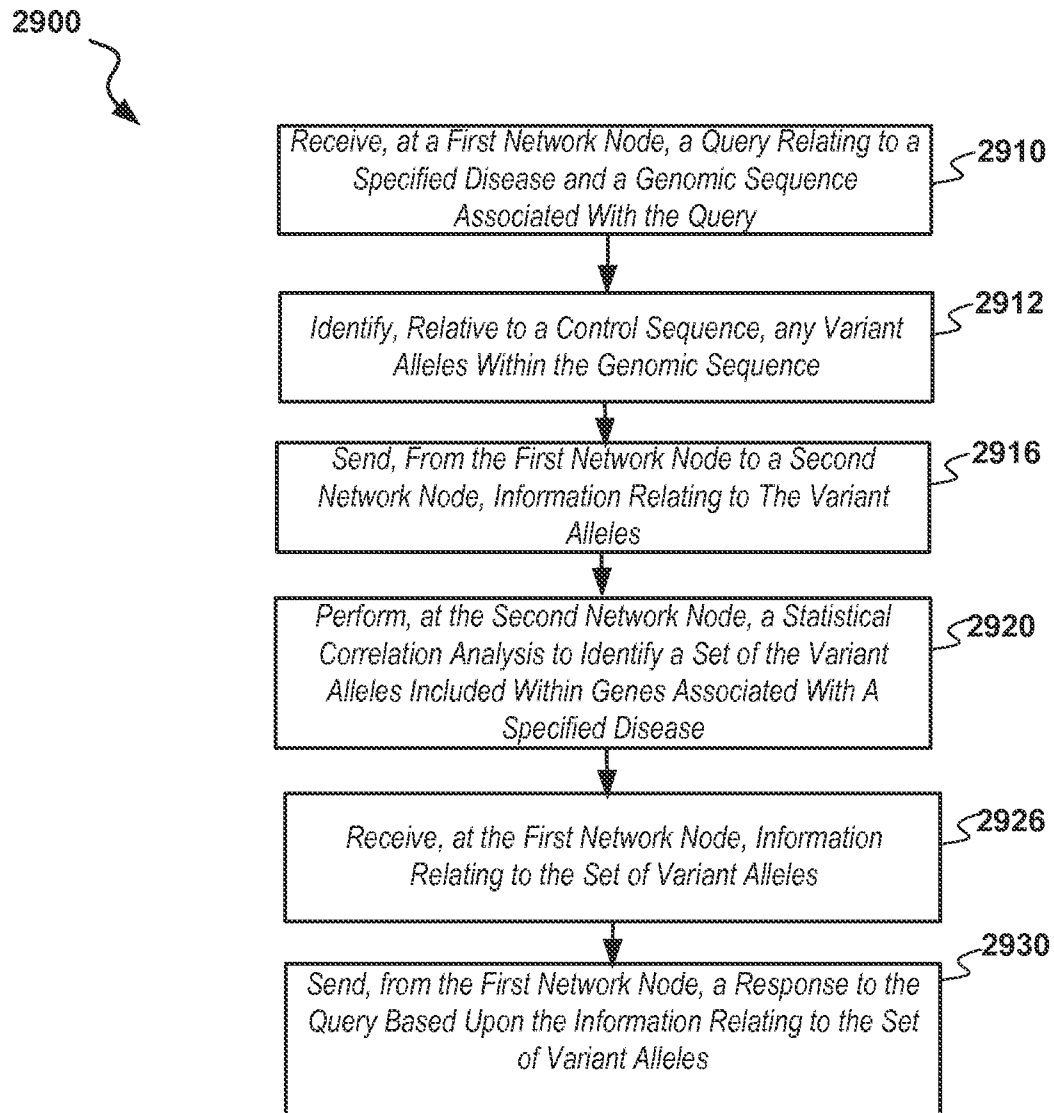 2900
Receive, at a First Network Node, a Query Relating to a
Specified Disease and a Genomic Sequence
Associated With the Query
2910
Identify, Relative to a Control Sequence, any Variant
Alleles Within the Genomic Sequence
2912
Send, From the First Network Node to a Second
Network Node, Information Relating to The Variant
Alleles
2916
Perform, at the Second Network Node, a Statistical
Correlation Analysis to Identify a Set of the Variant
Alleles Included Within Genes Associated With A
Specified Disease
2920
Receive, at the First Network Node, Information
Relating to the Set of Variant Alleles
2926
Send, from the First Network Node, a Response to the
Query Based Upon the Information Relating to the Set
of Variant Alleles
2930